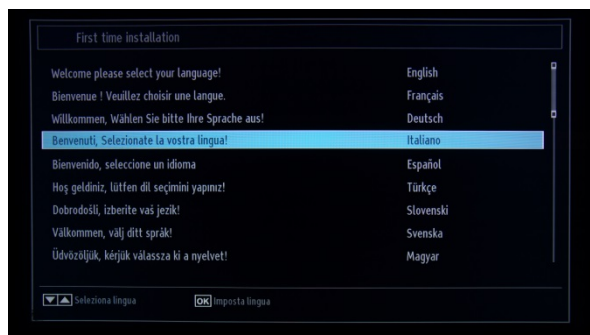 First time installation
Welcome please select your language! English
Bienvenue ! Veuillez choisir une langue. Français
Willkommen, Wählen Sie bitte Ihre Sprache aus! Deutsch
Benvenuti, Selezionate la vostra lingua! Italiano
Bienvenido, seleccione un idioma Español
Hoş geldiniz, lütfen dil seçimini yapınız! Türkçe
Dobrodošli, izberite vaš jezik! Slovenski
Välkommen, välj ditt språk! Svenska
Üdvözöljük, kérjük válassza ki a nyelvet! Magyar
Seleziona lingua OK Imposta lingua